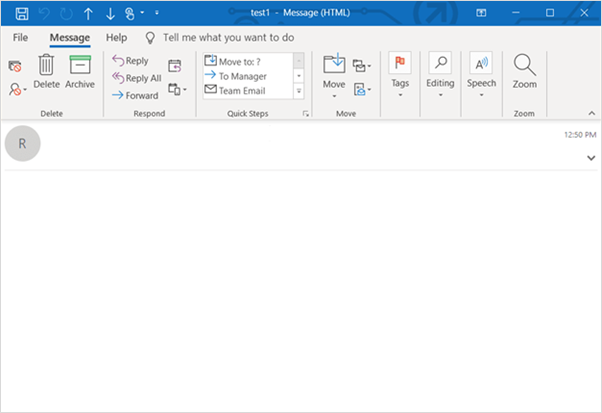 test1 - Message (HTML)
File Message Help Tell me what you want to do
Delete
Archive
Delete
Reply
Reply All
Forward
Respond
Move to: ?
To Manager
Team Email
Quick Steps
Move
Move
Tags
Editing
Speech
Zoom
Zoom
R
12:50 PM